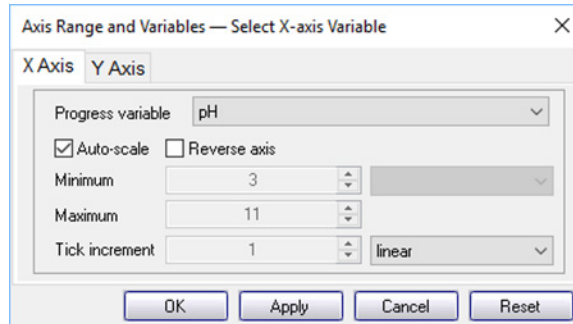 Axis Range and Variables — Select X-axis Variable
X Axis Y Axis
Progress variable pH
Auto-scale Reverse axis
Minimum 3
Maximum 11
Tick increment 1 linear
OK Apply Cancel Reset